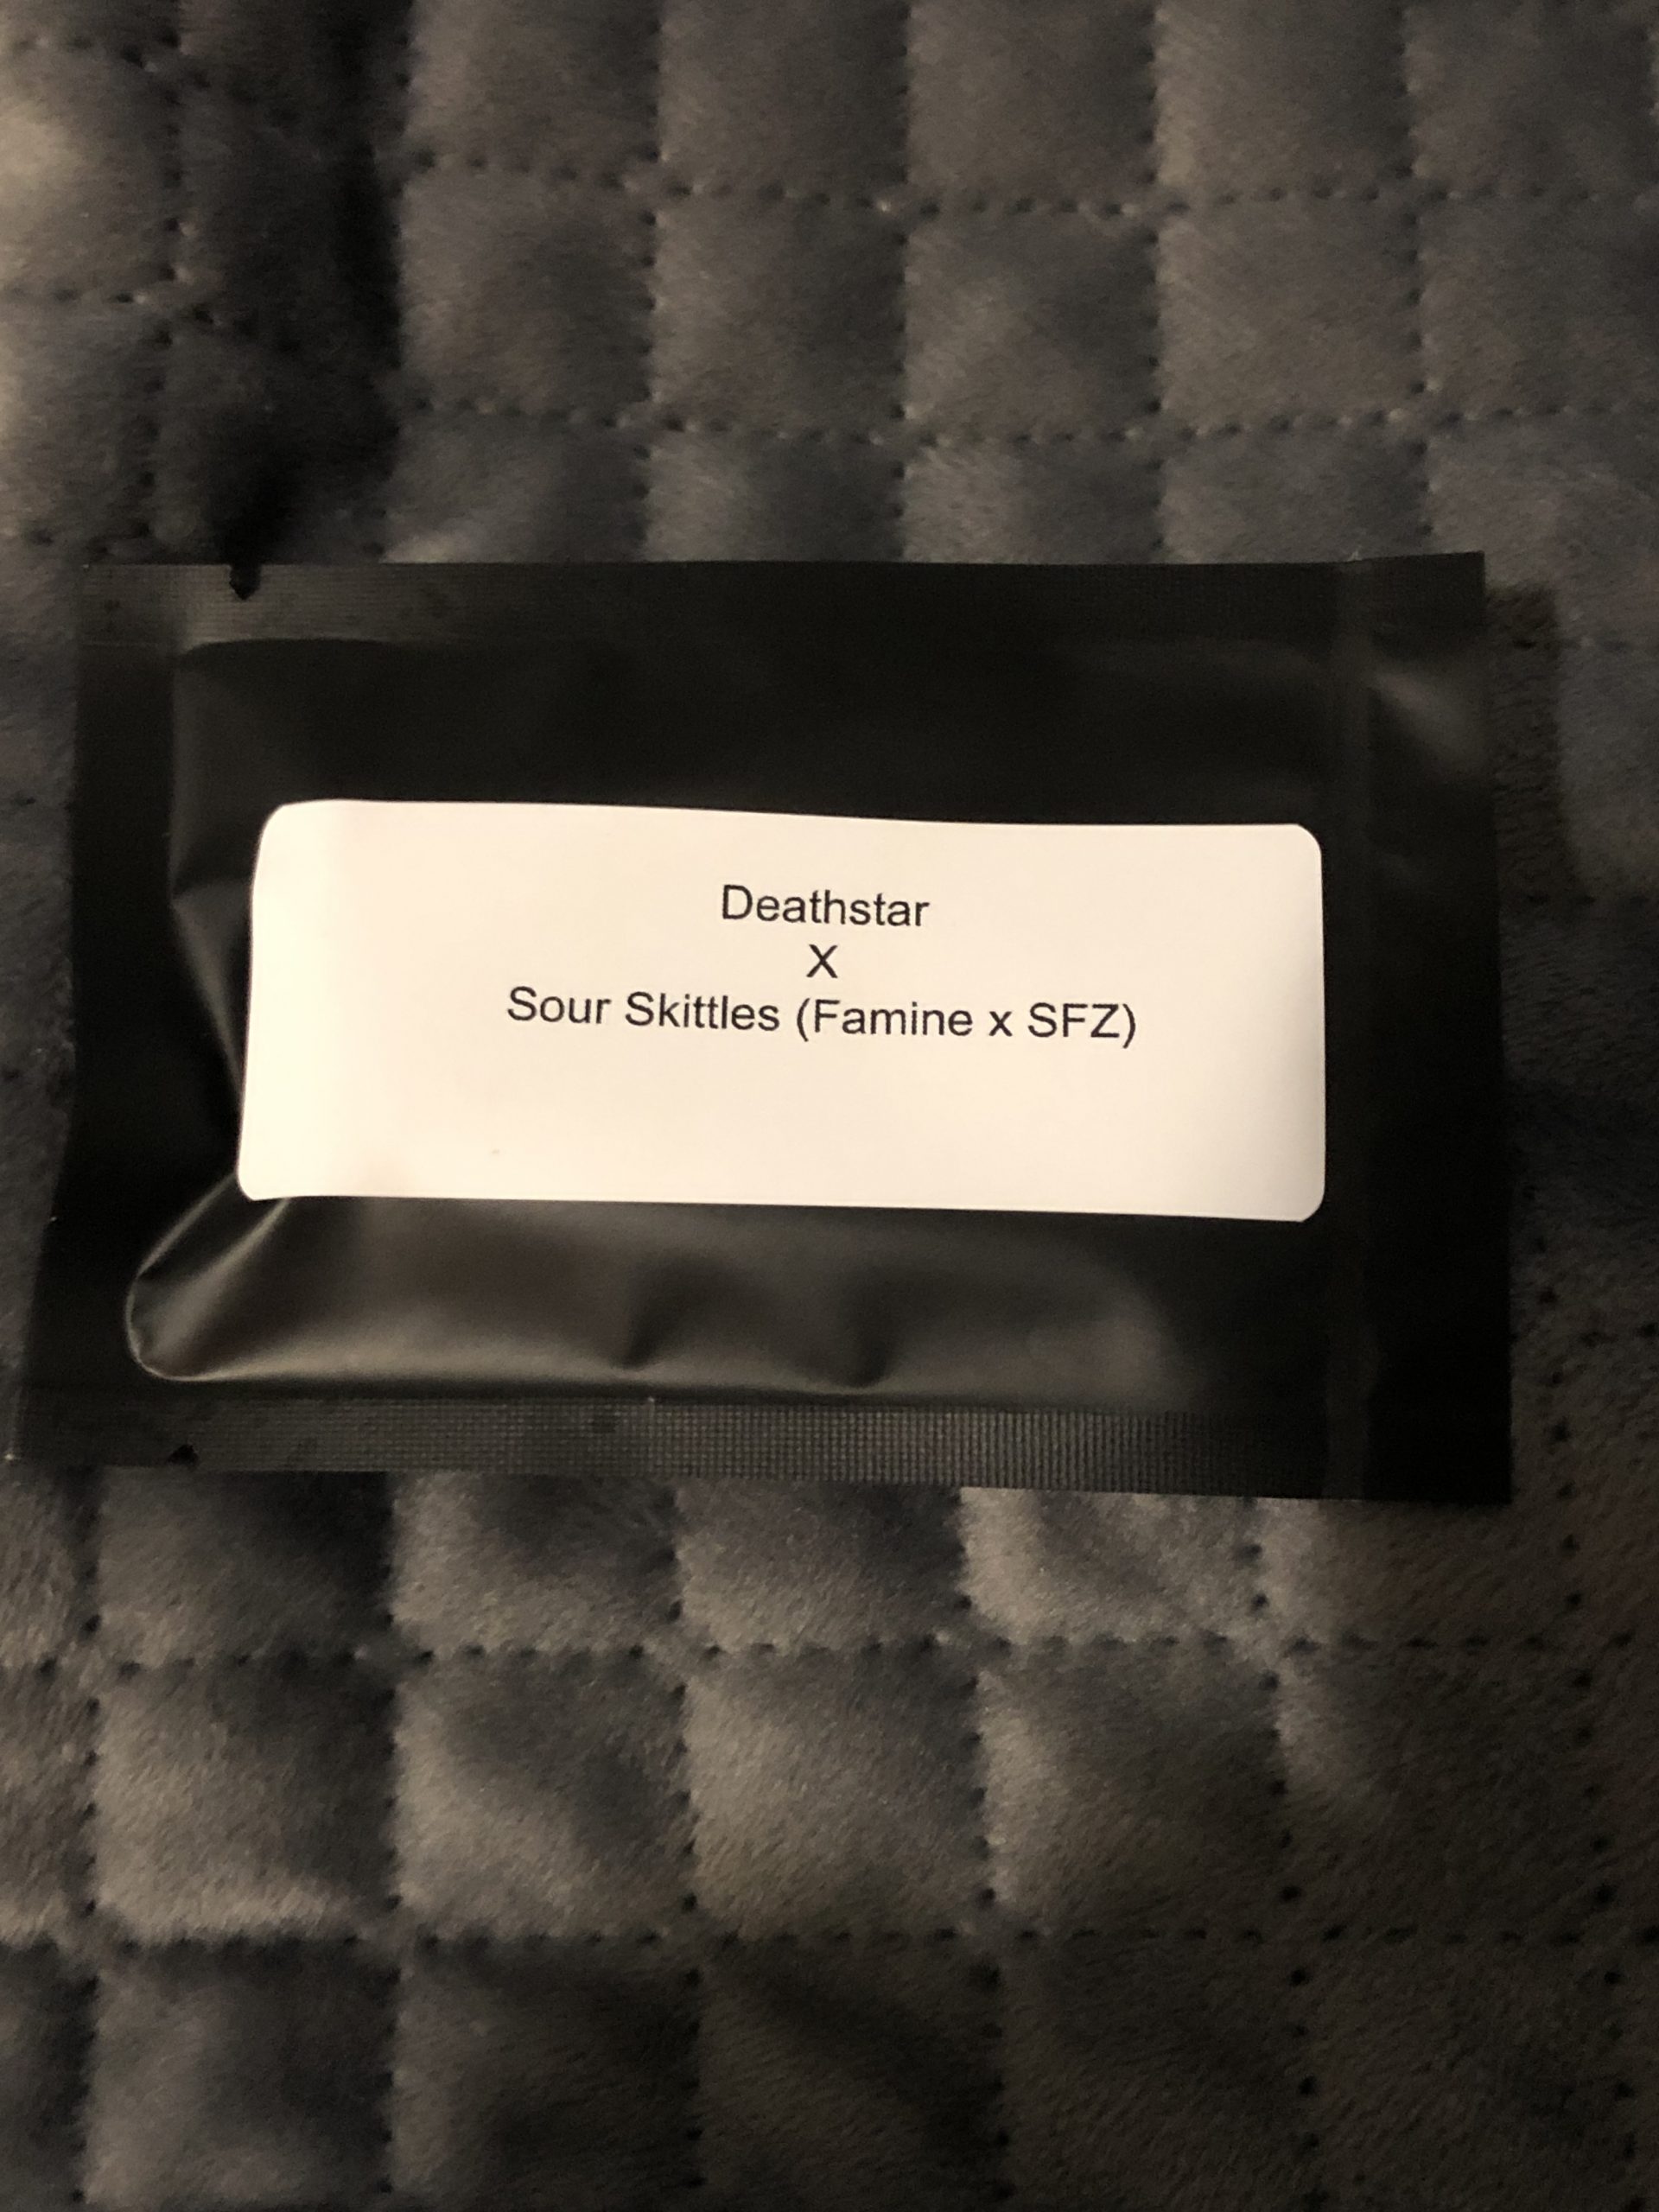 Deathstar
X
Sour Skittles (Famine x SFZ)